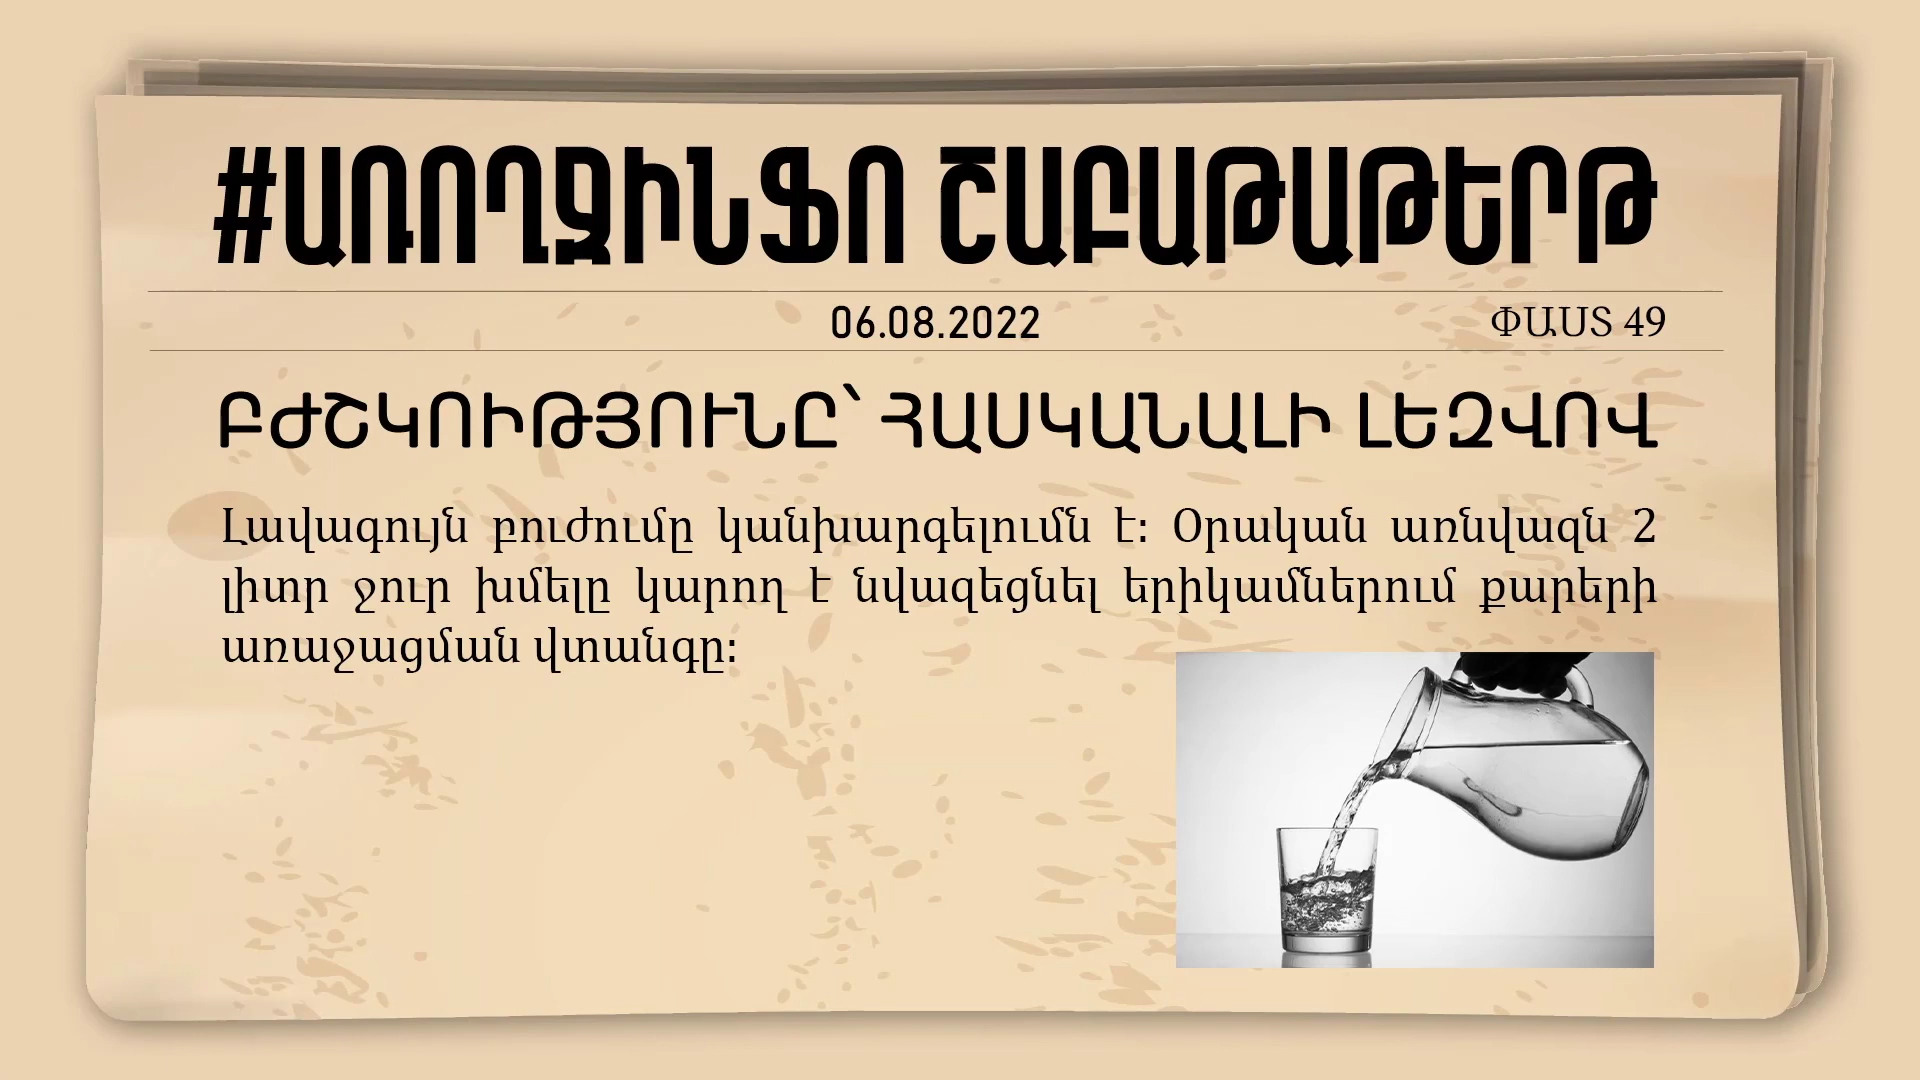 #ԱՌՈՂՋԻՆՖՈ ՇԱԲԱԹԱԹԵՐԹ
06.08.2022
ՓԱՍՏ 49
ԲԺՇԿՈՒԹՅՈՒՆԸ՝ ՀԱՍԿԱՆԱԼԻ ԼԵԶՎՈՎ
Լավագույն բուժումը կանխարգելումն է։ Օրական առնվազն 2
լիտր ջուր խմելը կարող է նվազեցնել երիկամներում քարերի
առաջացման վտանգը։